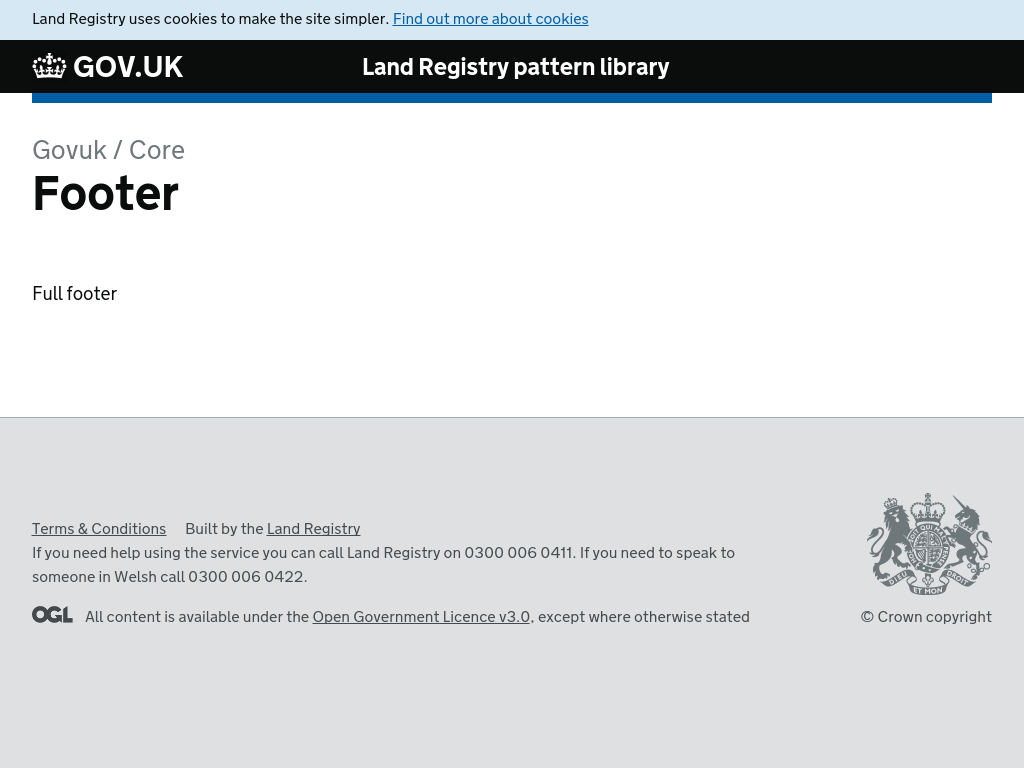 Land Registry uses cookies to make the site simpler. Find out more about cookies
GOV.UK
Land Registry pattern library
Govuk / Core
Footer
Full footer
Terms & Conditions Built by the Land Registry
If you need help using the service you can call Land Registry on 0300 006 0411. If you need to speak to
someone in Welsh call 0300 006 0422.
OGL All content is available under the Open Government Licence v3.0, except where otherwise stated
DIEU ET MON DROIT
© Crown copyright